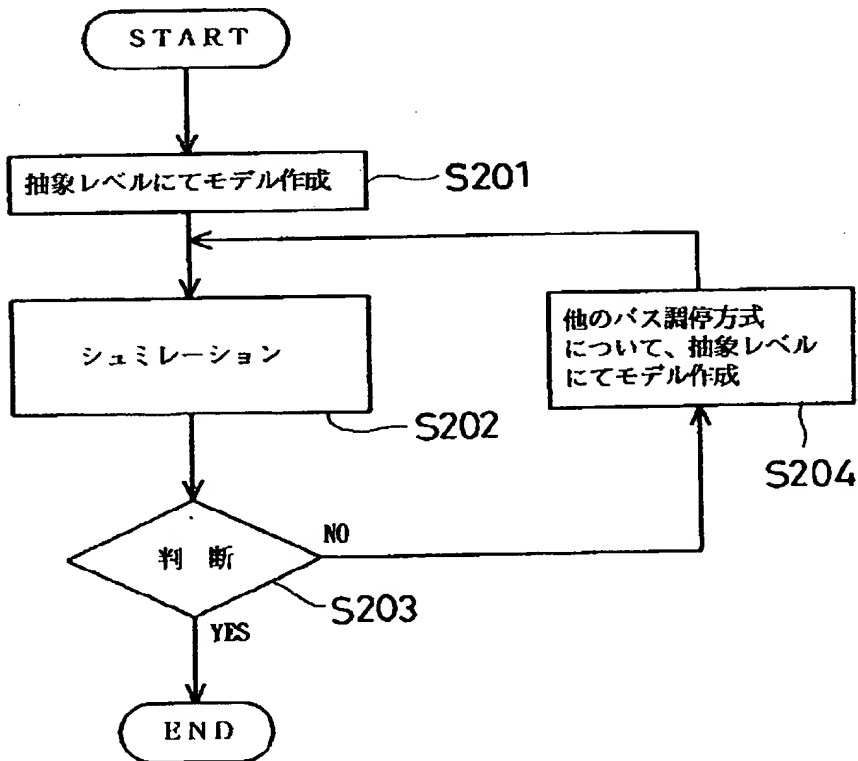 START
抽象レベルにてモデル作成
S201
シュミレーション
S202
他のバス調停方式
について、抽象レベル
にてモデル作成
S204
判断
NO
S203
YES
END